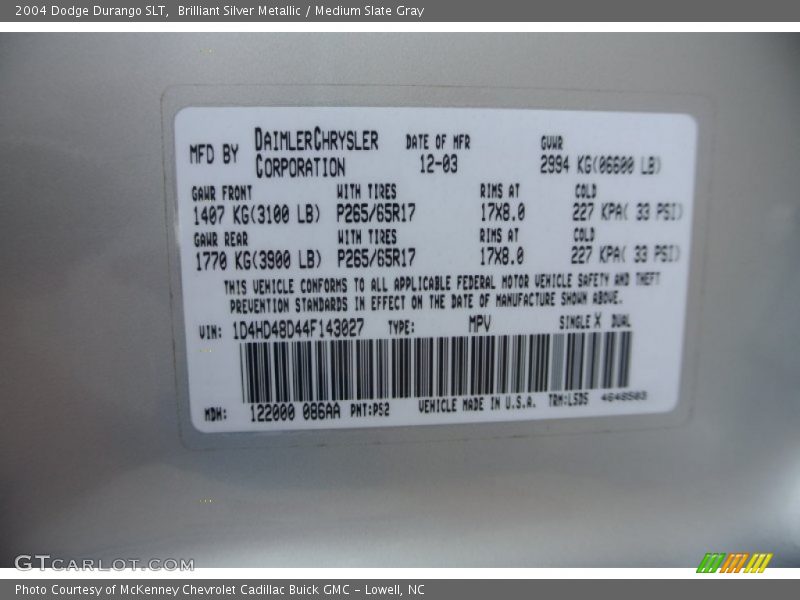 2004 Dodge Durango SLT, Brilliant Silver Metallic / Medium Slate Gray
MFD BY DAIMLERCHRYSLER CORPORATION DATE OF MFR 12-03 GVWR 2994 KG(06600 LB)
GAWR FRONT WITH TIRES RIMS AT COLD
1407 KG(3100 LB) P265/65R17 17X8.0 227 KPA( 33 PSI)
GAWR REAR WITH TIRES RIMS AT COLD
1770 KG(3900 LB) P265/65R17 17X8.0 227 KPA( 33 PSI)
THIS VEHICLE CONFORMS TO ALL APPLICABLE FEDERAL MOTOR VEHICLE SAFETY AND THEFT
PREVENTION STANDARDS IN EFFECT ON THE DATE OF MANUFACTURE SHOWN ABOVE.
VIN: 1D4HD48D44F143027 TYPE: MPV SINGLE X DUAL
MDH: 122000 086AA PNT:PS2 VEHICLE MADE IN U.S.A. TRM:L5D5 4648503
GTCARLOT.COM
Photo Courtesy of McKenney Chevrolet Cadillac Buick GMC - Lowell, NC